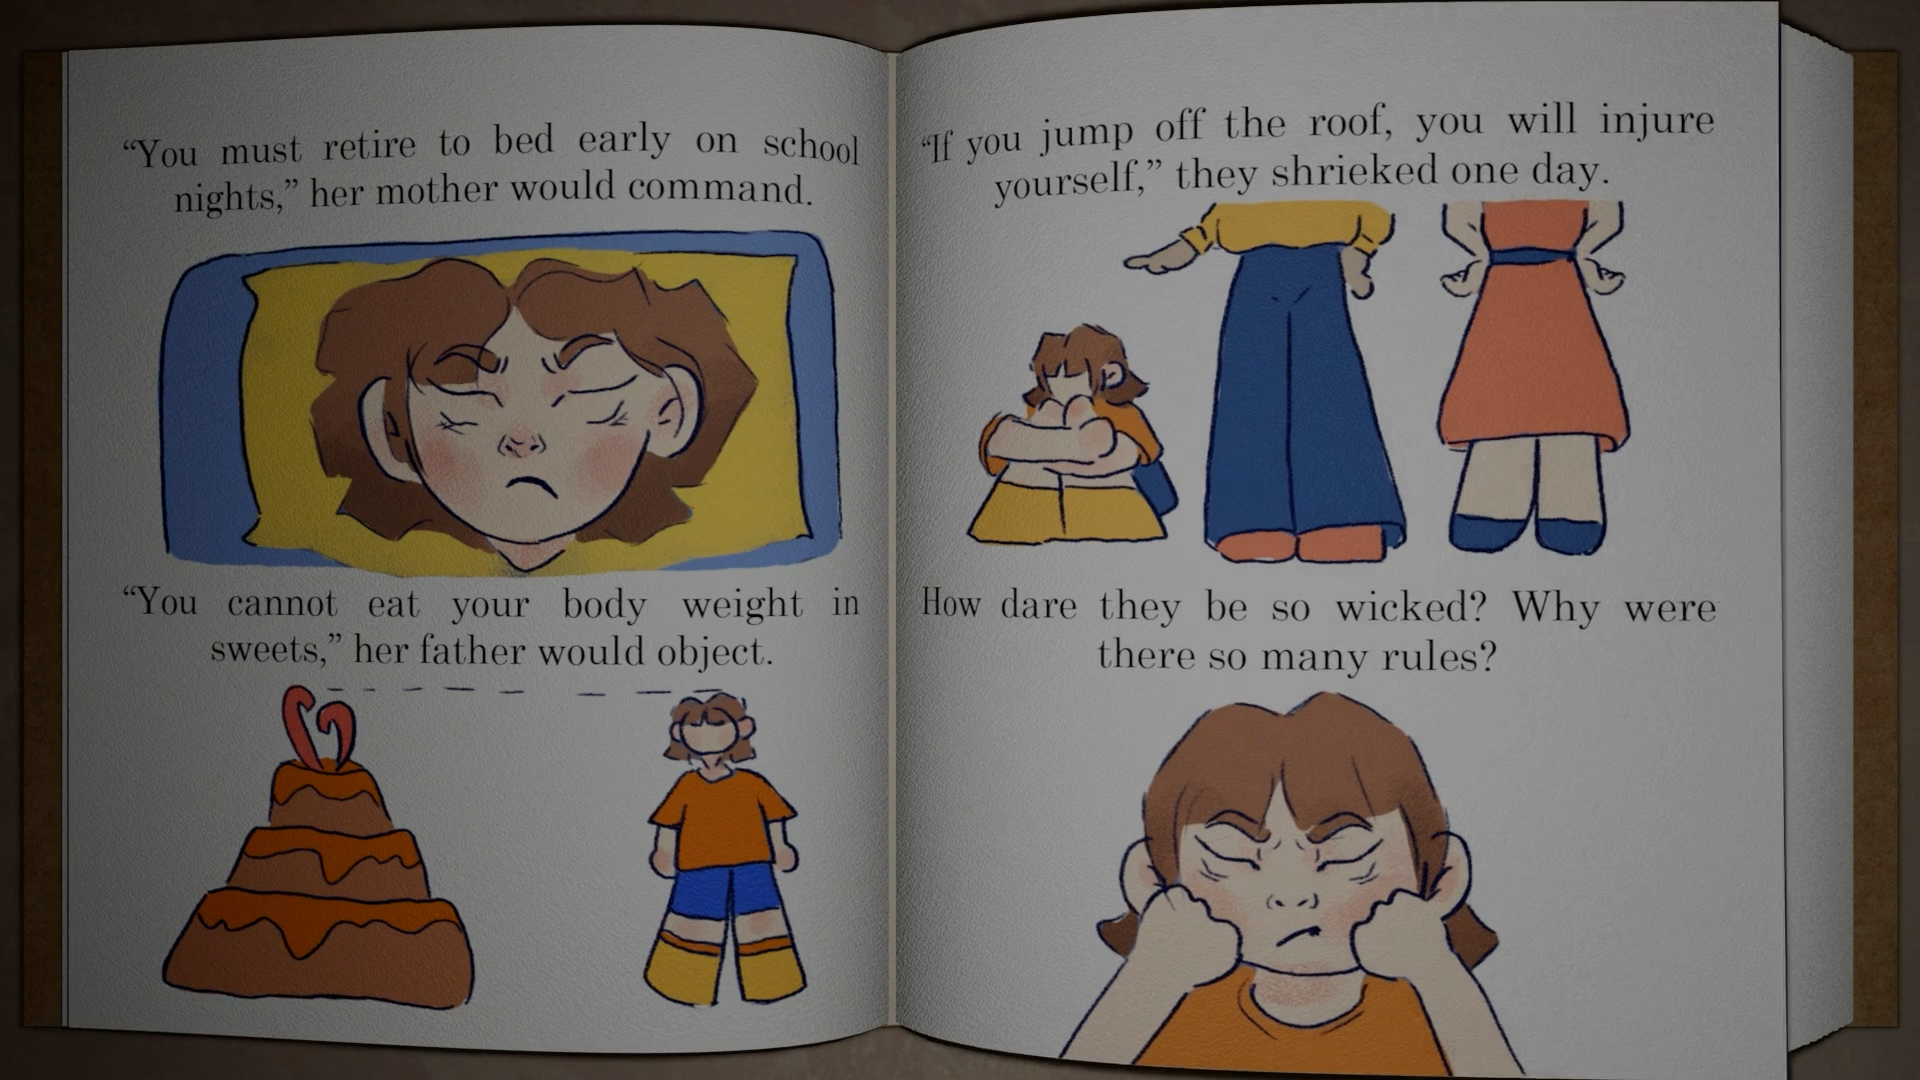 “You must retire to bed early on school
nights,” her mother would command.
“You cannot eat your body weight in
sweets,” her father would object.
“If you jump off the roof, you will injure
yourself,” they shrieked one day.
How dare they be so wicked? Why were
there so many rules?